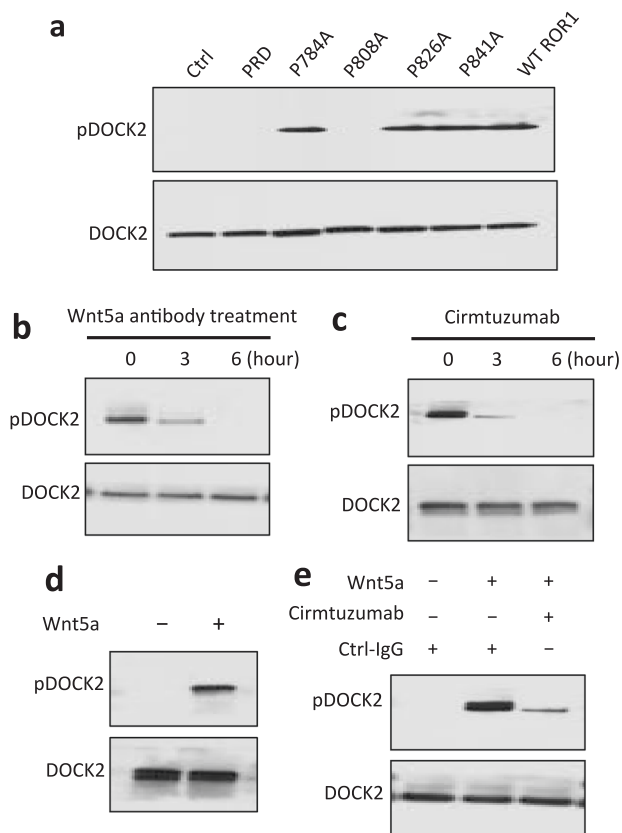 a
Ctrl PRD P784A P808A P826A P841A WT ROR1
pDOCK2
DOCK2
b
Wnt5a antibody treatment
0 3 6 (hour)
pDOCK2
DOCK2
c
Cirmtuzumab
0 3 6 (hour)
pDOCK2
DOCK2
d
Wnt5a − +
pDOCK2
DOCK2
e
Wnt5a − + +
Cirmtuzumab − − +
Ctrl-IgG + + −
pDOCK2
DOCK2